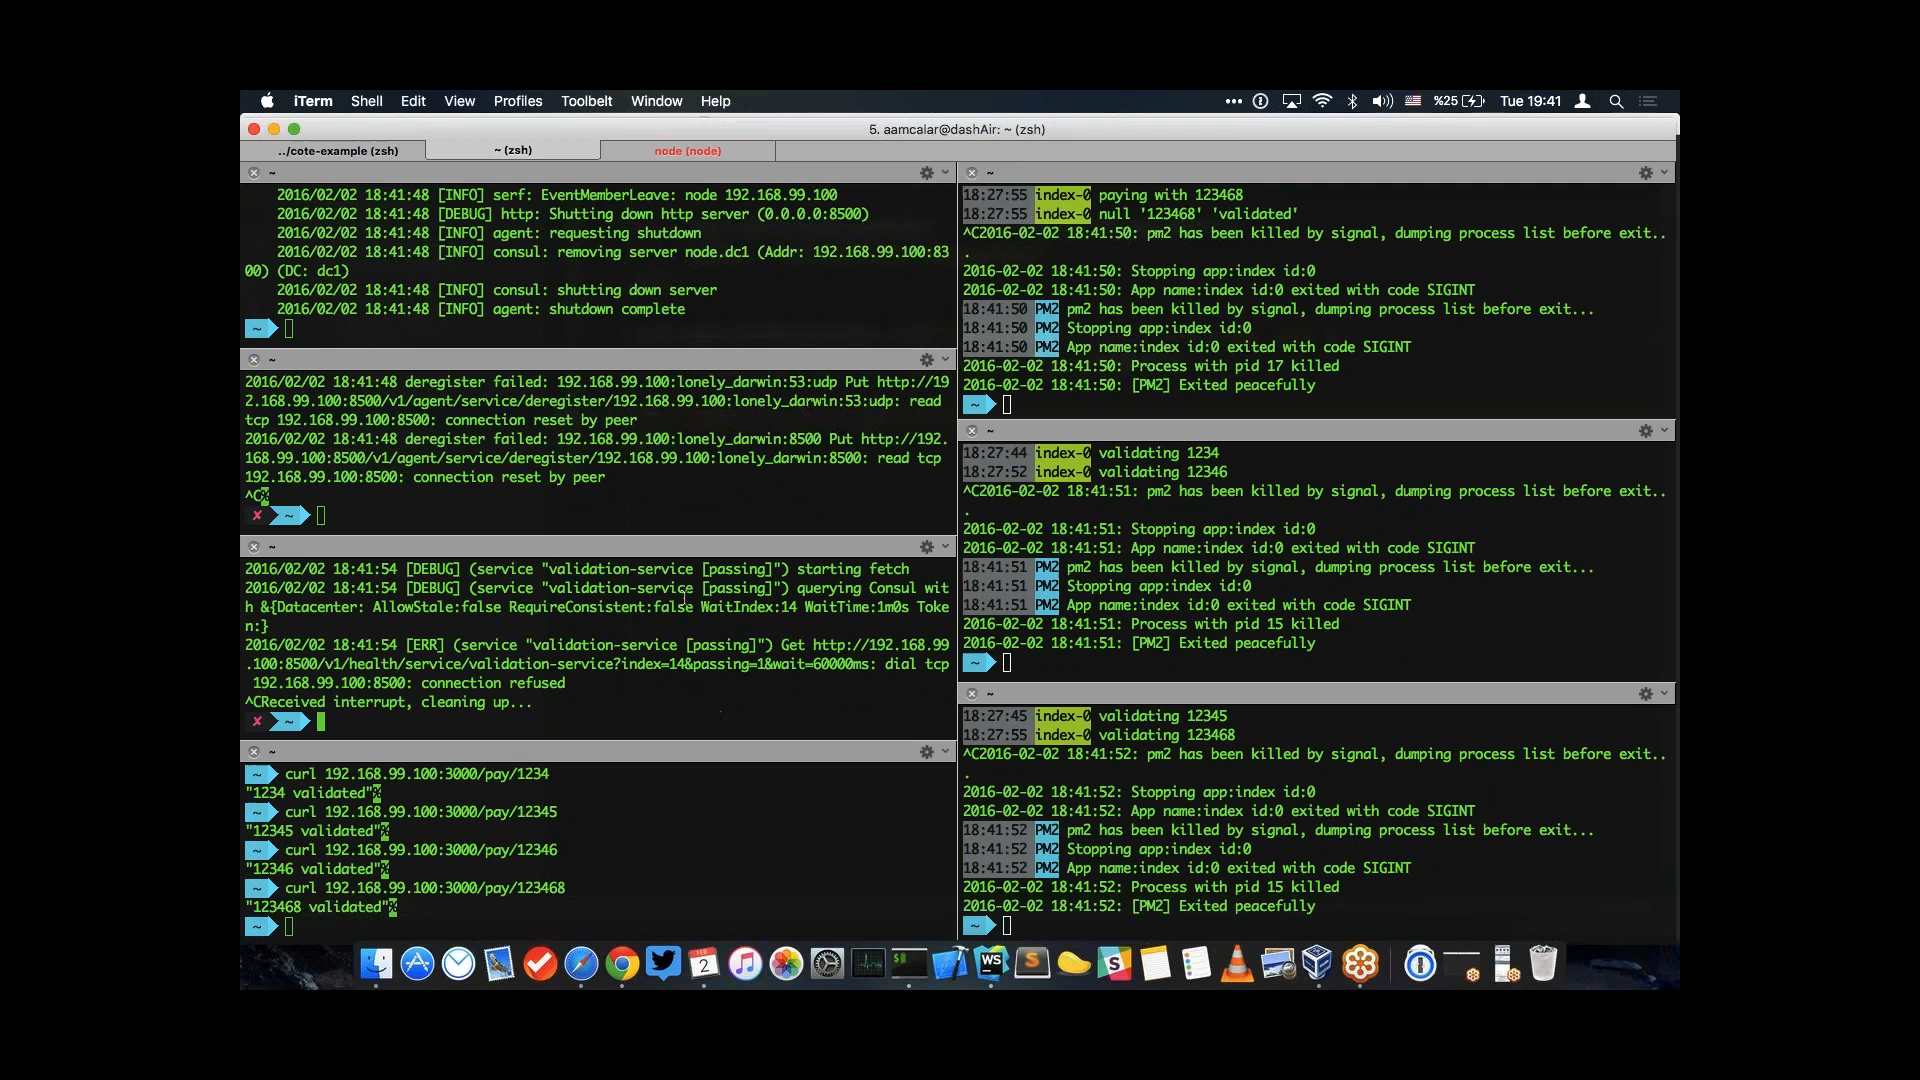 iTerm Shell Edit View Profiles Toolbelt Window Help
%25 Tue 19:41
5. aamcalar@dashAir: ~ (zsh)
../cote-example (zsh)
~ (zsh)
node (node)
~
2016/02/02 18:41:48 [INFO] serf: EventMemberLeave: node 192.168.99.100
2016/02/02 18:41:48 [DEBUG] http: Shutting down http server (0.0.0.0:8500)
2016/02/02 18:41:48 [INFO] agent: requesting shutdown
2016/02/02 18:41:48 [INFO] consul: removing server node.dc1 (Addr: 192.168.99.100:83
00) (DC: dc1)
2016/02/02 18:41:48 [INFO] consul: shutting down server
2016/02/02 18:41:48 [INFO] agent: shutdown complete
~
~
2016/02/02 18:41:48 deregister failed: 192.168.99.100:lonely_darwin:53:udp Put http://19
2.168.99.100:8500/v1/agent/service/deregister/192.168.99.100:lonely_darwin:53:udp: read
tcp 192.168.99.100:8500: connection reset by peer
2016/02/02 18:41:48 deregister failed: 192.168.99.100:lonely_darwin:8500 Put http://192.
168.99.100:8500/v1/agent/service/deregister/192.168.99.100:lonely_darwin:8500: read tcp
192.168.99.100:8500: connection reset by peer
^C%
✘ ~
~
2016/02/02 18:41:54 [DEBUG] (service "validation-service [passing]") starting fetch
2016/02/02 18:41:54 [DEBUG] (service "validation-service [passing]") querying Consul wit
h &{Datacenter: AllowStale:false RequireConsistent:false WaitIndex:14 WaitTime:1m0s Toke
n:}
2016/02/02 18:41:54 [ERR] (service "validation-service [passing]") Get http://192.168.99
.100:8500/v1/health/service/validation-service?index=14&passing=1&wait=60000ms: dial tcp
192.168.99.100:8500: connection refused
^CReceived interrupt, cleaning up...
✘ ~
~
~ curl 192.168.99.100:3000/pay/1234
"1234 validated"%
~ curl 192.168.99.100:3000/pay/12345
"12345 validated"%
~ curl 192.168.99.100:3000/pay/12346
"12346 validated"%
~ curl 192.168.99.100:3000/pay/123468
"123468 validated"%
~
~
18:27:55 index-0 paying with 123468
18:27:55 index-0 null '123468' 'validated'
^C2016-02-02 18:41:50: pm2 has been killed by signal, dumping process list before exit..
.
2016-02-02 18:41:50: Stopping app:index id:0
2016-02-02 18:41:50: App name:index id:0 exited with code SIGINT
18:41:50 PM2 pm2 has been killed by signal, dumping process list before exit...
18:41:50 PM2 Stopping app:index id:0
18:41:50 PM2 App name:index id:0 exited with code SIGINT
2016-02-02 18:41:50: Process with pid 17 killed
2016-02-02 18:41:50: [PM2] Exited peacefully
~
~
18:27:44 index-0 validating 1234
18:27:52 index-0 validating 12346
^C2016-02-02 18:41:51: pm2 has been killed by signal, dumping process list before exit..
.
2016-02-02 18:41:51: Stopping app:index id:0
2016-02-02 18:41:51: App name:index id:0 exited with code SIGINT
18:41:51 PM2 pm2 has been killed by signal, dumping process list before exit...
18:41:51 PM2 Stopping app:index id:0
18:41:51 PM2 App name:index id:0 exited with code SIGINT
2016-02-02 18:41:51: Process with pid 15 killed
2016-02-02 18:41:51: [PM2] Exited peacefully
~
~
18:27:45 index-0 validating 12345
18:27:55 index-0 validating 123468
^C2016-02-02 18:41:52: pm2 has been killed by signal, dumping process list before exit..
.
2016-02-02 18:41:52: Stopping app:index id:0
2016-02-02 18:41:52: App name:index id:0 exited with code SIGINT
18:41:52 PM2 pm2 has been killed by signal, dumping process list before exit...
18:41:52 PM2 Stopping app:index id:0
18:41:52 PM2 App name:index id:0 exited with code SIGINT
2016-02-02 18:41:52: Process with pid 15 killed
2016-02-02 18:41:52: [PM2] Exited peacefully
~
2
$
WS
S